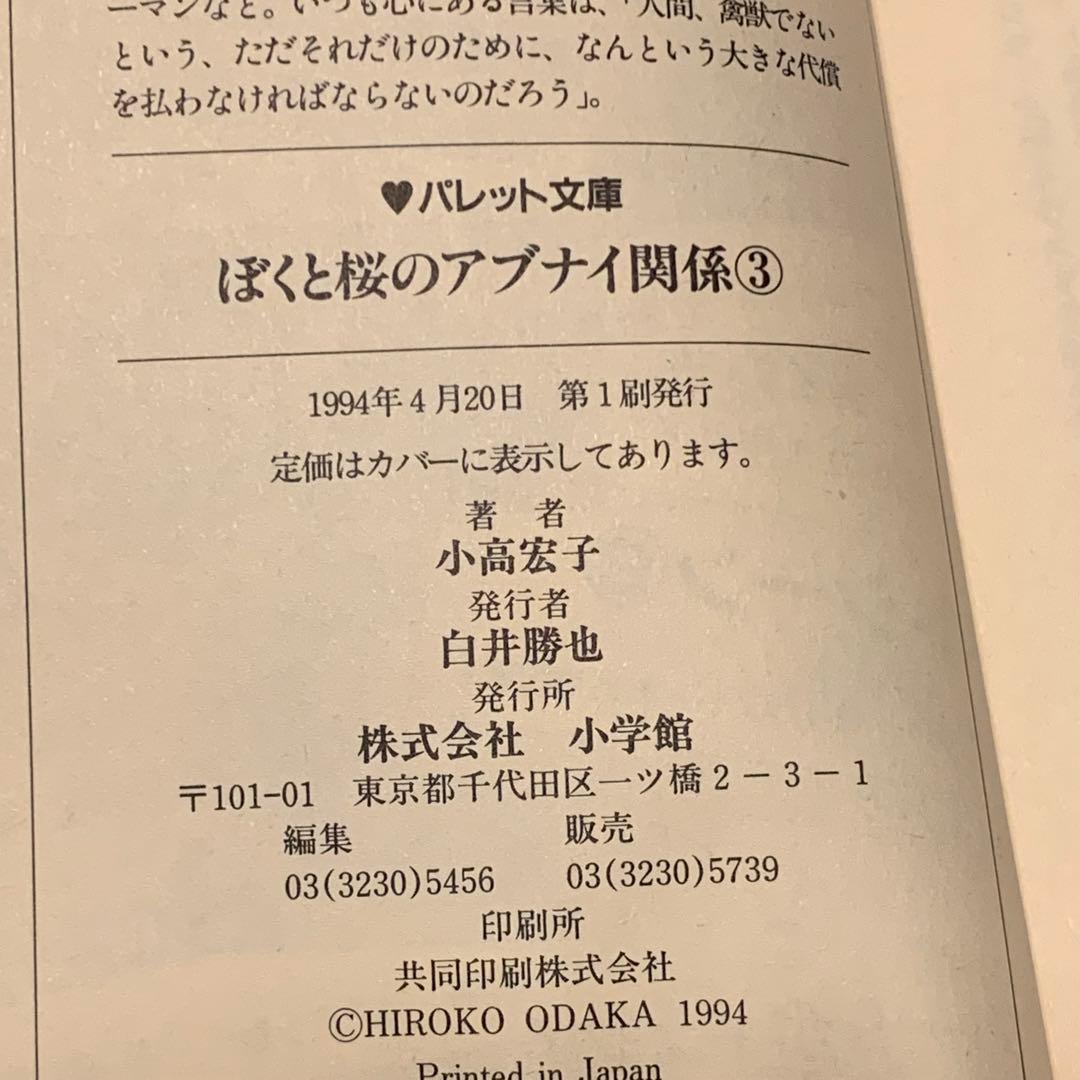 ーマンなど。いつも心にある言葉は、「人間、禽獣でない
という、ただそれだけのために、なんという大きな代償
を払わなければならないのだろう」。
♥パレット文庫
ぼくと桜のアブナイ関係③
1994年4月20日　第1刷発行
定価はカバーに表示してあります。
著　者
小高宏子
発行者
白井勝也
発行所
株式会社　小学館
〒101-01　東京都千代田区一ツ橋2－3－1
編集　販売
03(3230)5456　03(3230)5739
印刷所
共同印刷株式会社
©HIROKO ODAKA 1994
Printed in Japan